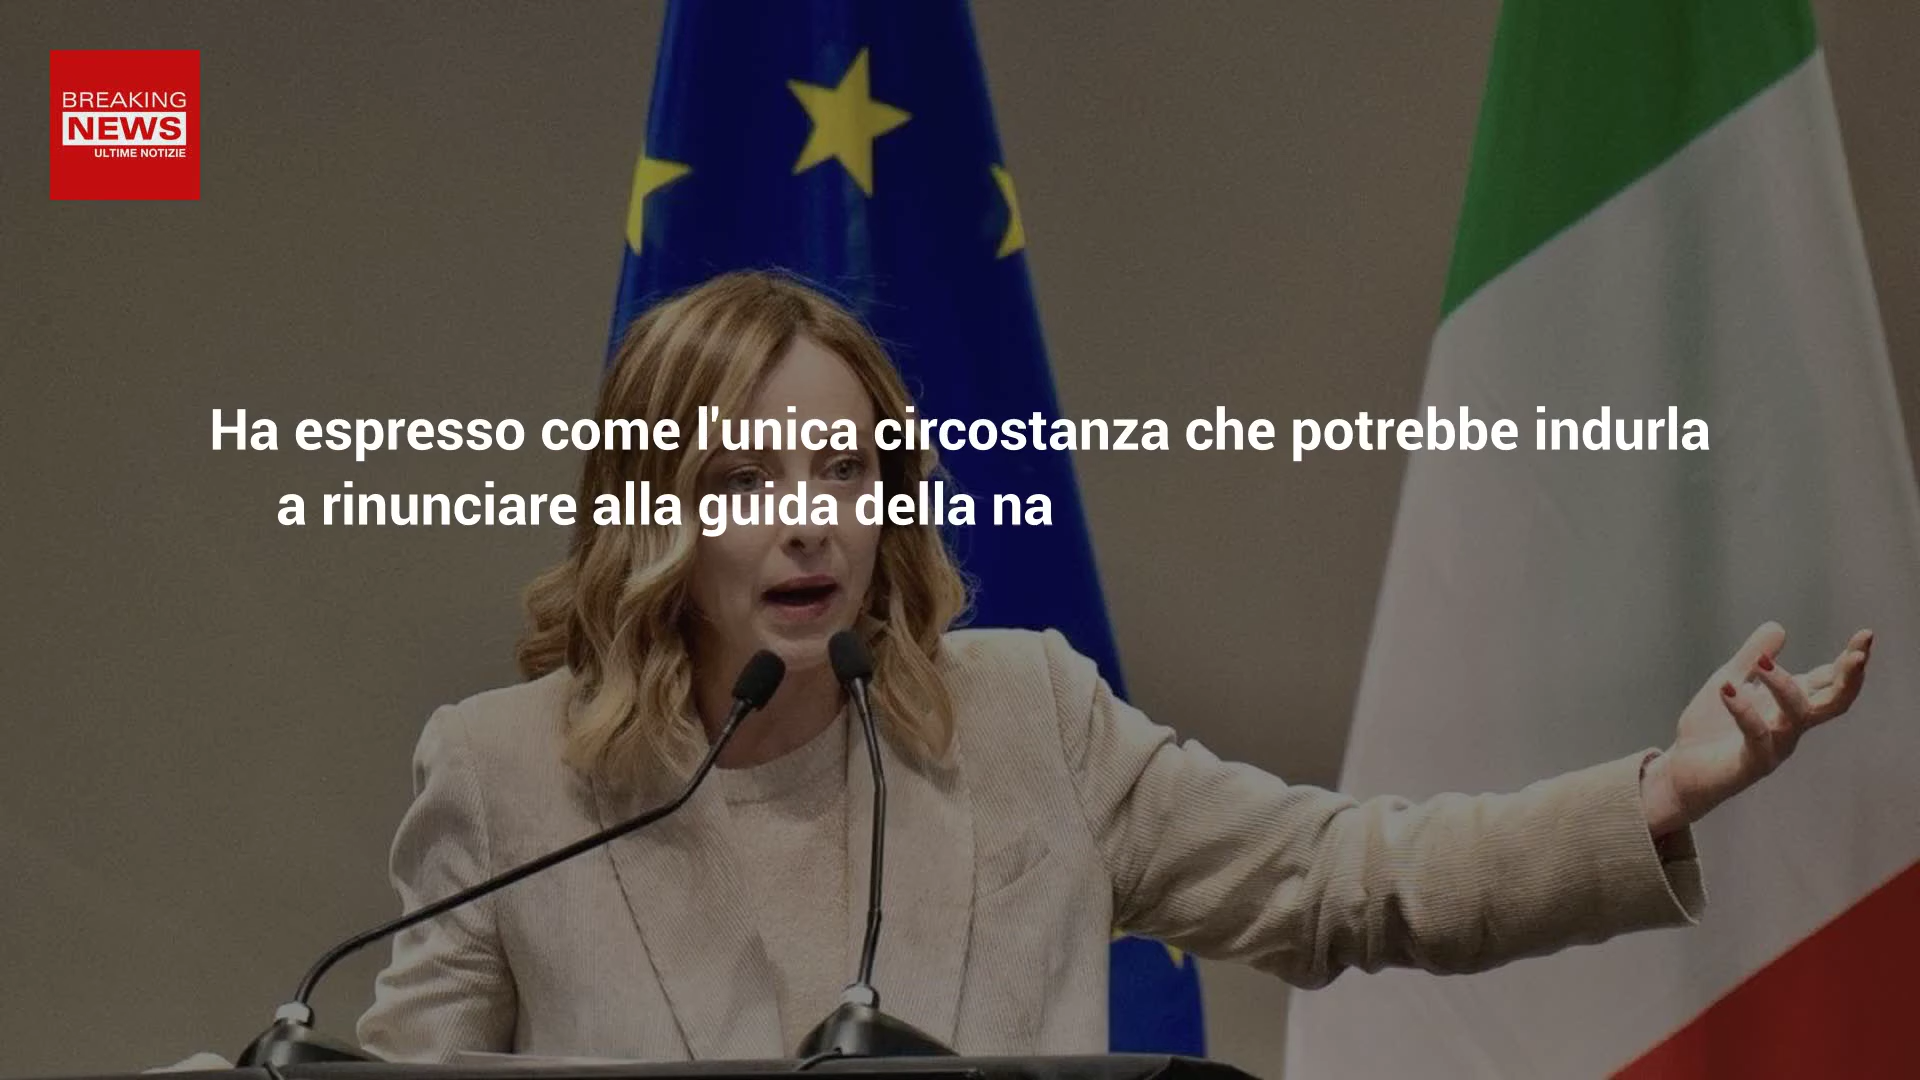 BREAKING
NEWS
ULTIME NOTIZIE
Ha espresso come l'unica circostanza che potrebbe indurla
a rinunciare alla guida della na